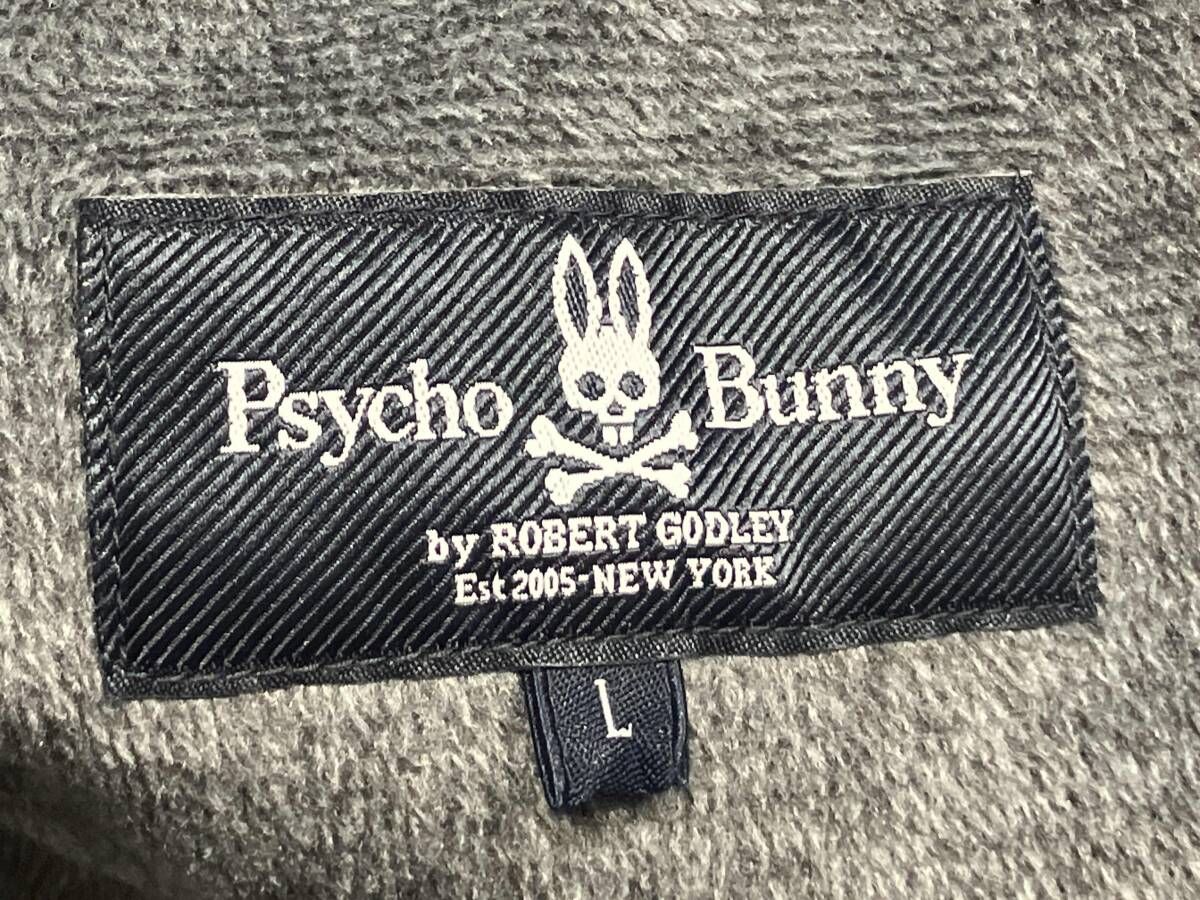 Psycho Bunny
by ROBERT GODLEY
Est 2005-NEW YORK
L